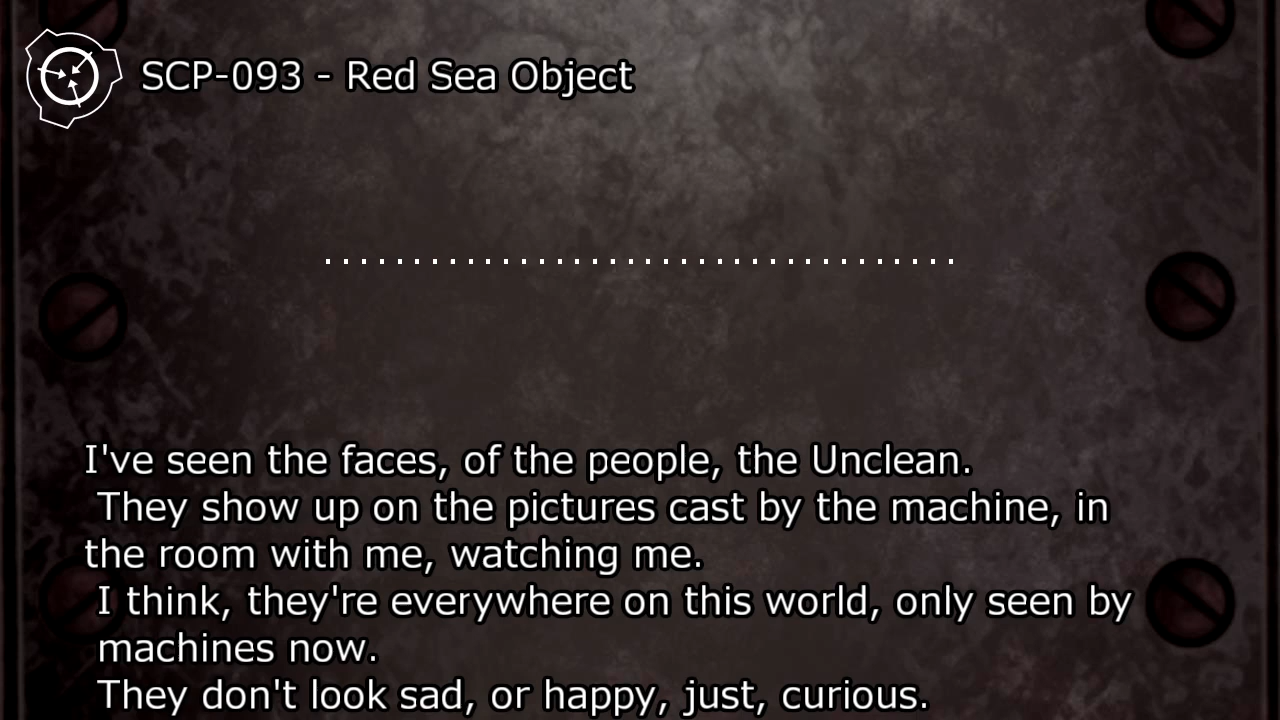 SCP-093 - Red Sea Object
....................................
I've seen the faces, of the people, the Unclean.
They show up on the pictures cast by the machine, in
the room with me, watching me.
I think, they're everywhere on this world, only seen by
machines now.
They don't look sad, or happy, just, curious.